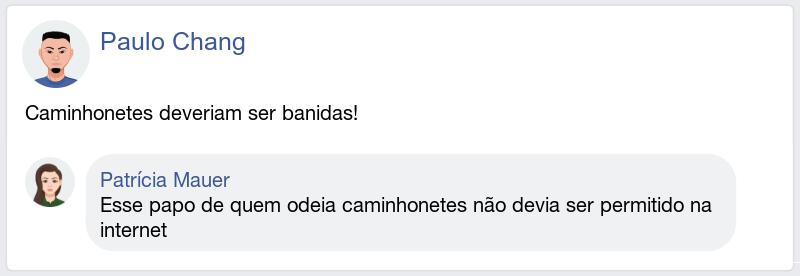 Paulo Chang
Caminhonetes deveriam ser banidas!
Patrícia Mauer
Esse papo de quem odeia caminhonetes não devia ser permitido na
internet